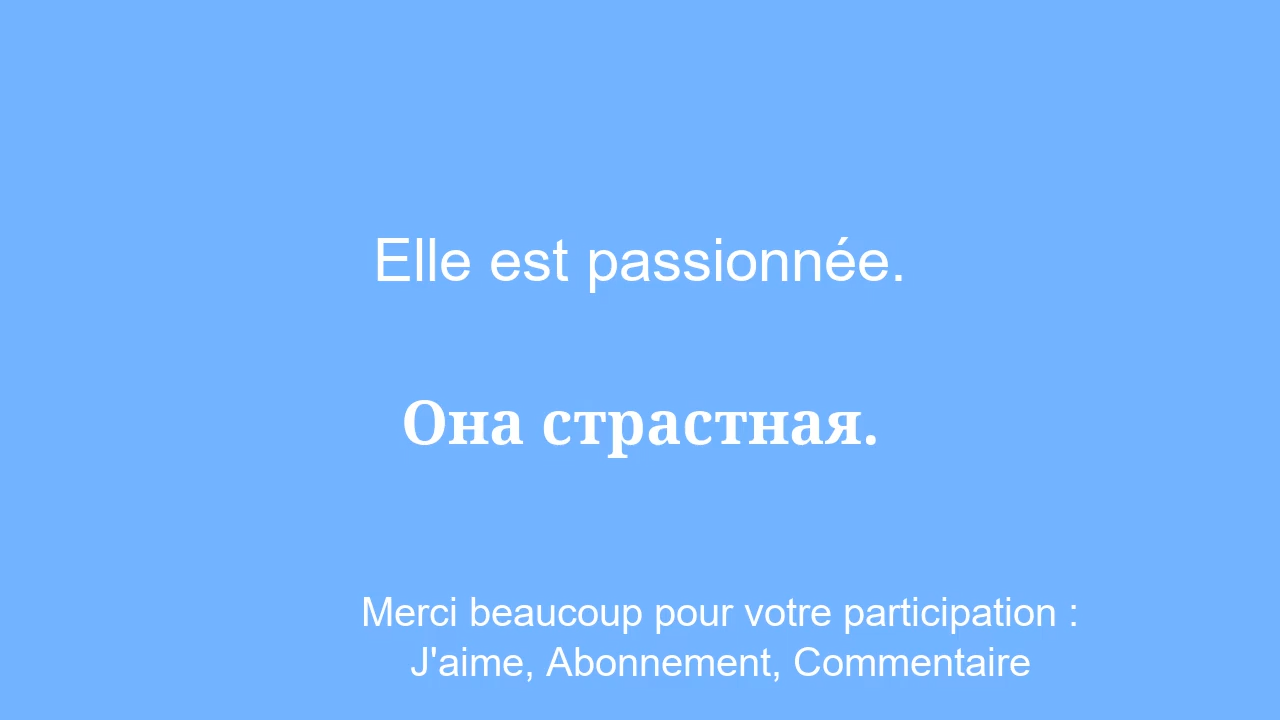 Elle est passionnée.
Она страстная.
Merci beaucoup pour votre participation :
J'aime, Abonnement, Commentaire